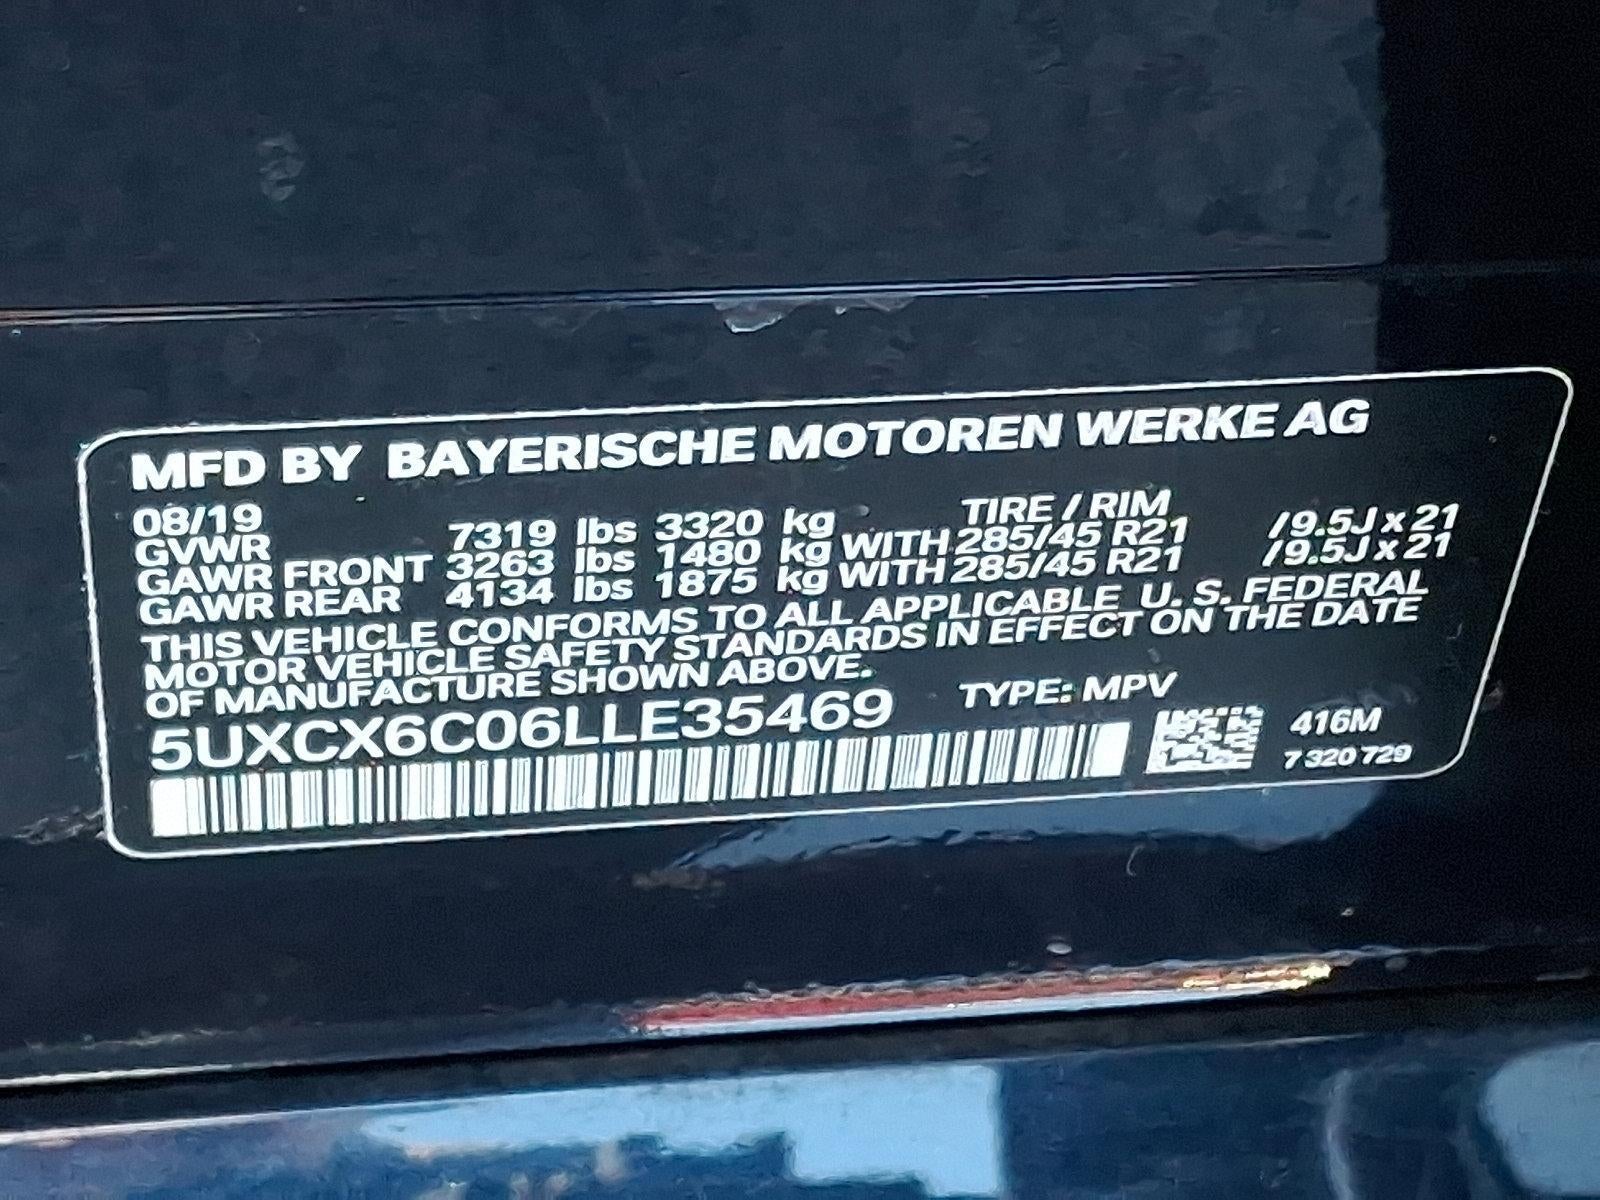 MFD BY BAYERISCHE MOTOREN WERKE AG
08/19 TIRE / RIM
GVWR 7319 lbs 3320 kg
GAWR FRONT 3263 lbs 1480 kg WITH 285/45 R21 /9.5J x 21
GAWR REAR 4134 lbs 1875 kg WITH 285/45 R21 /9.5J x 21
THIS VEHICLE CONFORMS TO ALL APPLICABLE U. S. FEDERAL
MOTOR VEHICLE SAFETY STANDARDS IN EFFECT ON THE DATE
OF MANUFACTURE SHOWN ABOVE.
5UXCX6C06LLE35469 TYPE: MPV
416M
7 320 729